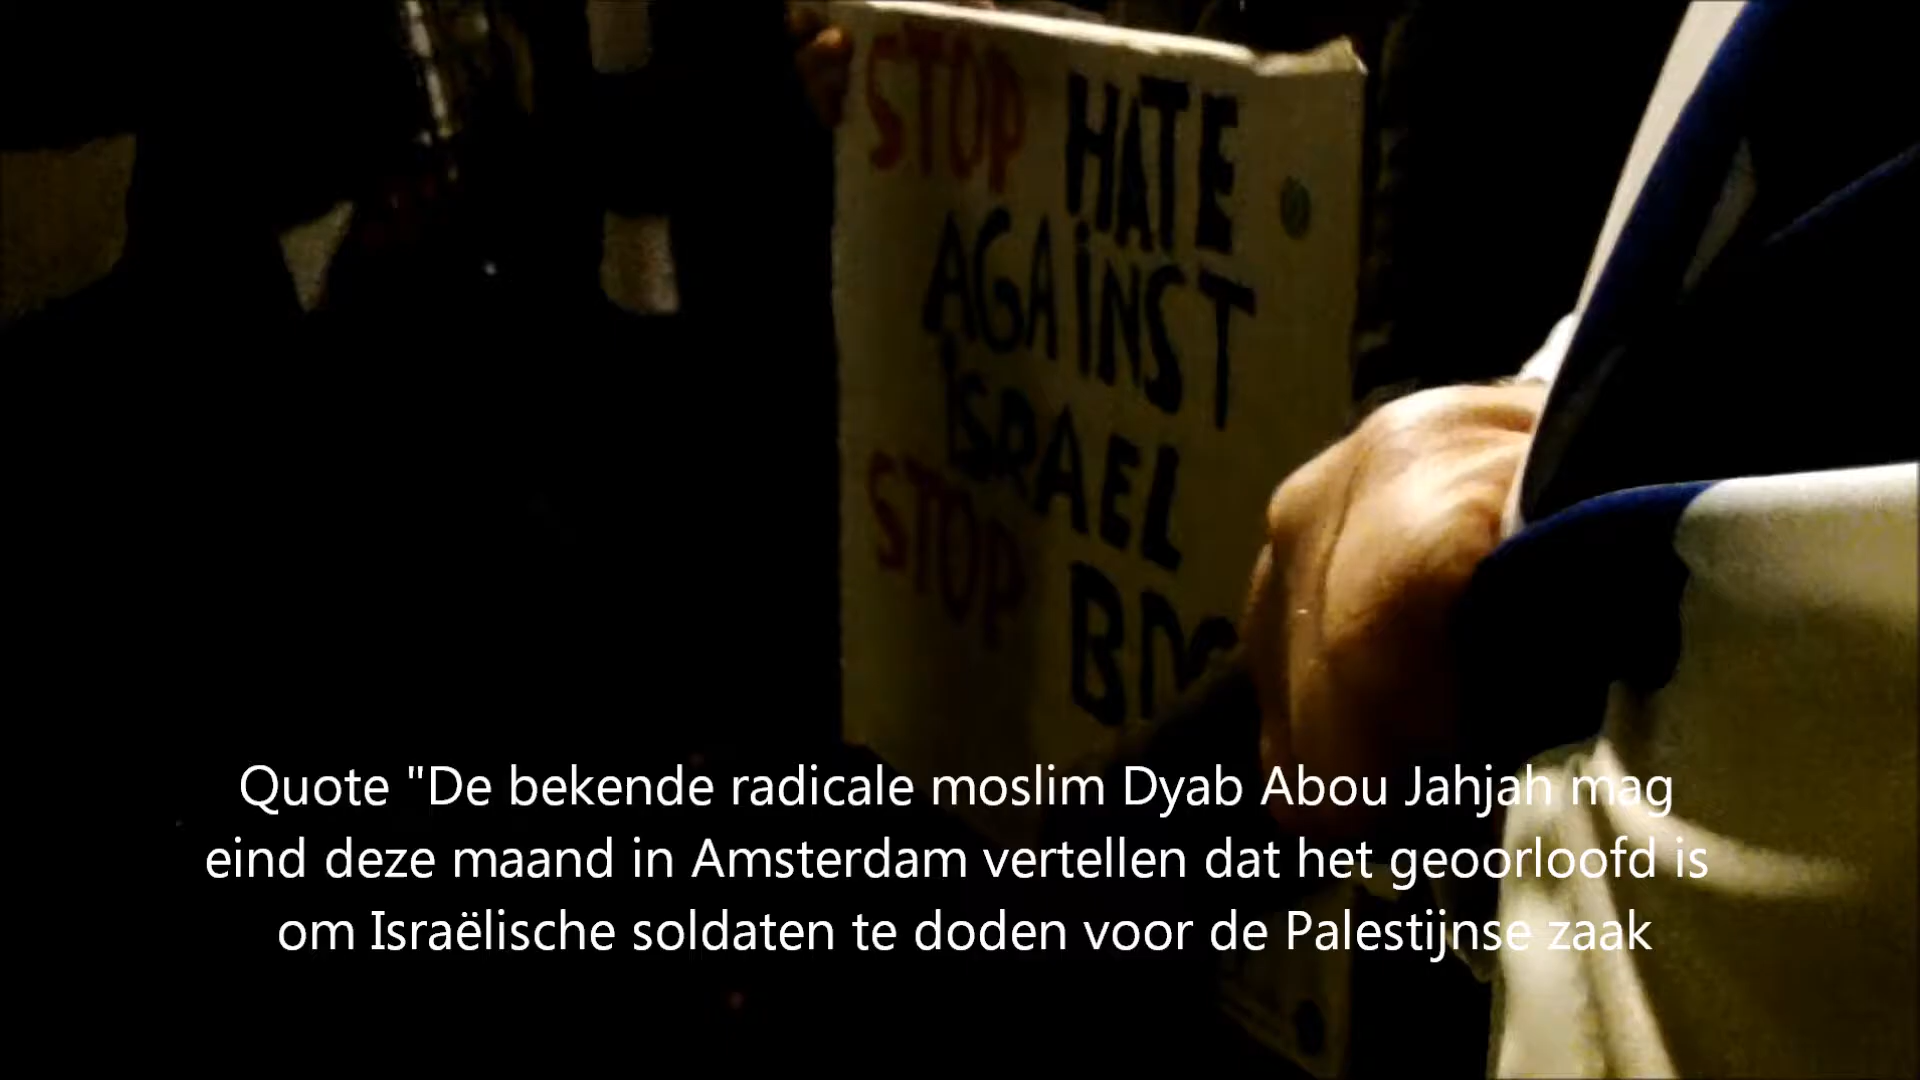 STOP HATE
AGAINST
ISRAEL
STOP BDS
Quote "De bekende radicale moslim Dyab Abou Jahjah mag
eind deze maand in Amsterdam vertellen dat het geoorloofd is
om Israëlische soldaten te doden voor de Palestijnse zaak